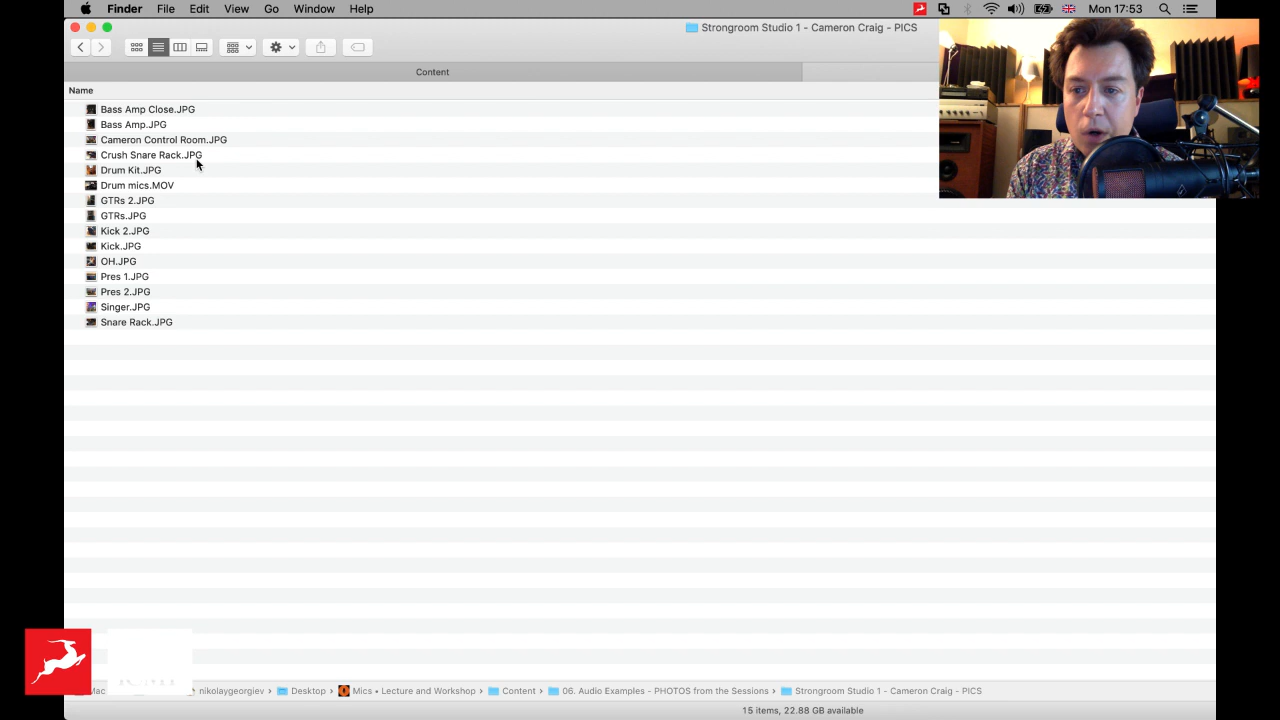 Finder File Edit View Go Window Help Mon 17:53
Strongroom Studio 1 - Cameron Craig - PICS
Content
Name
Bass Amp Close.JPG
Bass Amp.JPG
Cameron Control Room.JPG
Crush Snare Rack.JPG
Drum Kit.JPG
Drum mics.MOV
GTRs 2.JPG
GTRs.JPG
Kick 2.JPG
Kick.JPG
OH.JPG
Pres 1.JPG
Pres 2.JPG
Singer.JPG
Snare Rack.JPG
nikolaygeorgiev › Desktop › Mics • Lecture and Workshop › Content › 06. Audio Examples - PHOTOS from the Sessions › Strongroom Studio 1 - Cameron Craig - PICS
15 items, 22.88 GB available